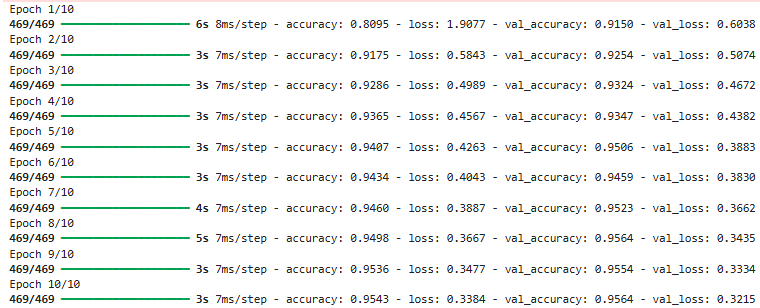 Epoch 1/10
469/469 ━━━━━━━━━━━━━━━━━━━━ 6s 8ms/step - accuracy: 0.8095 - loss: 1.9077 - val_accuracy: 0.9150 - val_loss: 0.6038
Epoch 2/10
469/469 ━━━━━━━━━━━━━━━━━━━━ 3s 7ms/step - accuracy: 0.9175 - loss: 0.5843 - val_accuracy: 0.9254 - val_loss: 0.5074
Epoch 3/10
469/469 ━━━━━━━━━━━━━━━━━━━━ 3s 7ms/step - accuracy: 0.9286 - loss: 0.4989 - val_accuracy: 0.9324 - val_loss: 0.4672
Epoch 4/10
469/469 ━━━━━━━━━━━━━━━━━━━━ 3s 7ms/step - accuracy: 0.9365 - loss: 0.4567 - val_accuracy: 0.9347 - val_loss: 0.4382
Epoch 5/10
469/469 ━━━━━━━━━━━━━━━━━━━━ 3s 7ms/step - accuracy: 0.9407 - loss: 0.4263 - val_accuracy: 0.9506 - val_loss: 0.3883
Epoch 6/10
469/469 ━━━━━━━━━━━━━━━━━━━━ 3s 7ms/step - accuracy: 0.9434 - loss: 0.4043 - val_accuracy: 0.9459 - val_loss: 0.3830
Epoch 7/10
469/469 ━━━━━━━━━━━━━━━━━━━━ 4s 7ms/step - accuracy: 0.9460 - loss: 0.3887 - val_accuracy: 0.9523 - val_loss: 0.3662
Epoch 8/10
469/469 ━━━━━━━━━━━━━━━━━━━━ 5s 7ms/step - accuracy: 0.9498 - loss: 0.3667 - val_accuracy: 0.9564 - val_loss: 0.3435
Epoch 9/10
469/469 ━━━━━━━━━━━━━━━━━━━━ 3s 7ms/step - accuracy: 0.9536 - loss: 0.3477 - val_accuracy: 0.9554 - val_loss: 0.3334
Epoch 10/10
469/469 ━━━━━━━━━━━━━━━━━━━━ 3s 7ms/step - accuracy: 0.9543 - loss: 0.3384 - val_accuracy: 0.9564 - val_loss: 0.3215